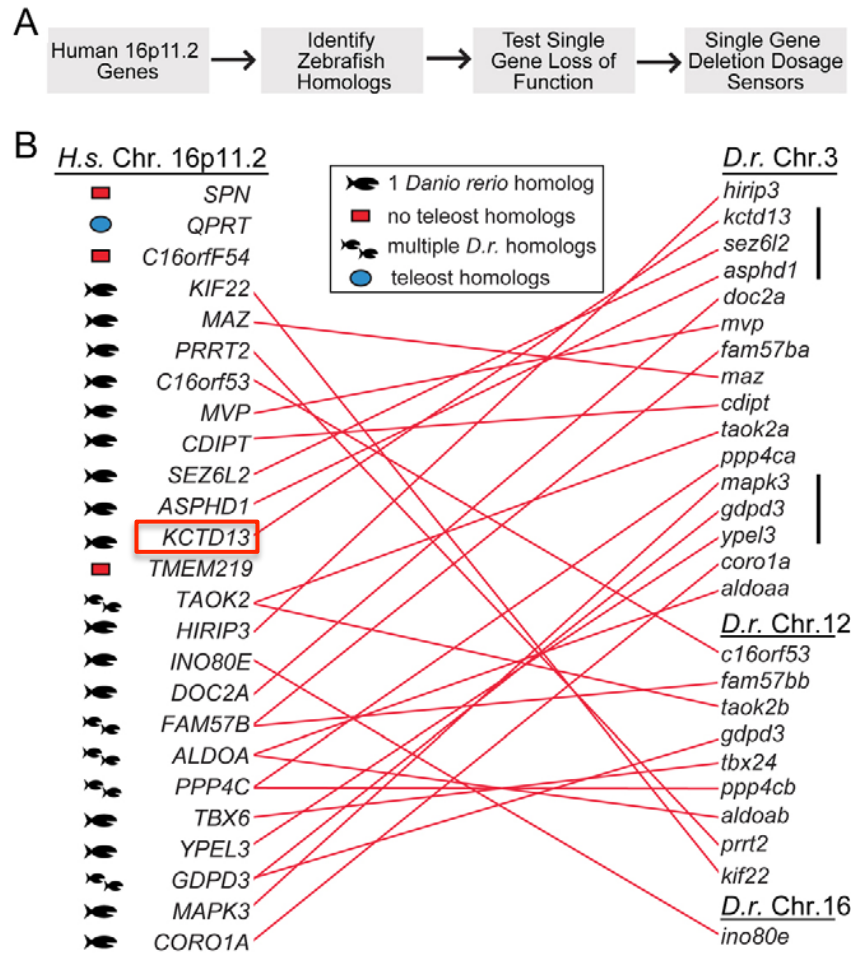 A
Human 16p11.2
Genes
Identify
Zebrafish
Homologs
Test Single
Gene Loss of
Function
Single Gene
Deletion Dosage
Sensors
B
H.s. Chr. 16p11.2
SPN
QPRT
C16orfF54
KIF22
MAZ
PRRT2
C16orf53
MVP
CDIPT
SEZ6L2
ASPHD1
KCTD13
TMEM219
TAOK2
HIRIP3
INO80E
DOC2A
FAM57B
ALDOA
PPP4C
TBX6
YPEL3
GDPD3
MAPK3
CORO1A
1 Danio rerio homolog
no teleost homologs
multiple D.r. homologs
teleost homologs
D.r. Chr.3
hirip3
kctd13
sez6l2
asphd1
doc2a
mvp
fam57ba
maz
cdipt
taok2a
ppp4ca
mapk3
gdpd3
ypel3
coro1a
aldoaa
D.r. Chr.12
c16orf53
fam57bb
taok2b
gdpd3
tbx24
ppp4cb
aldoab
prrt2
kif22
D.r. Chr.16
ino80e